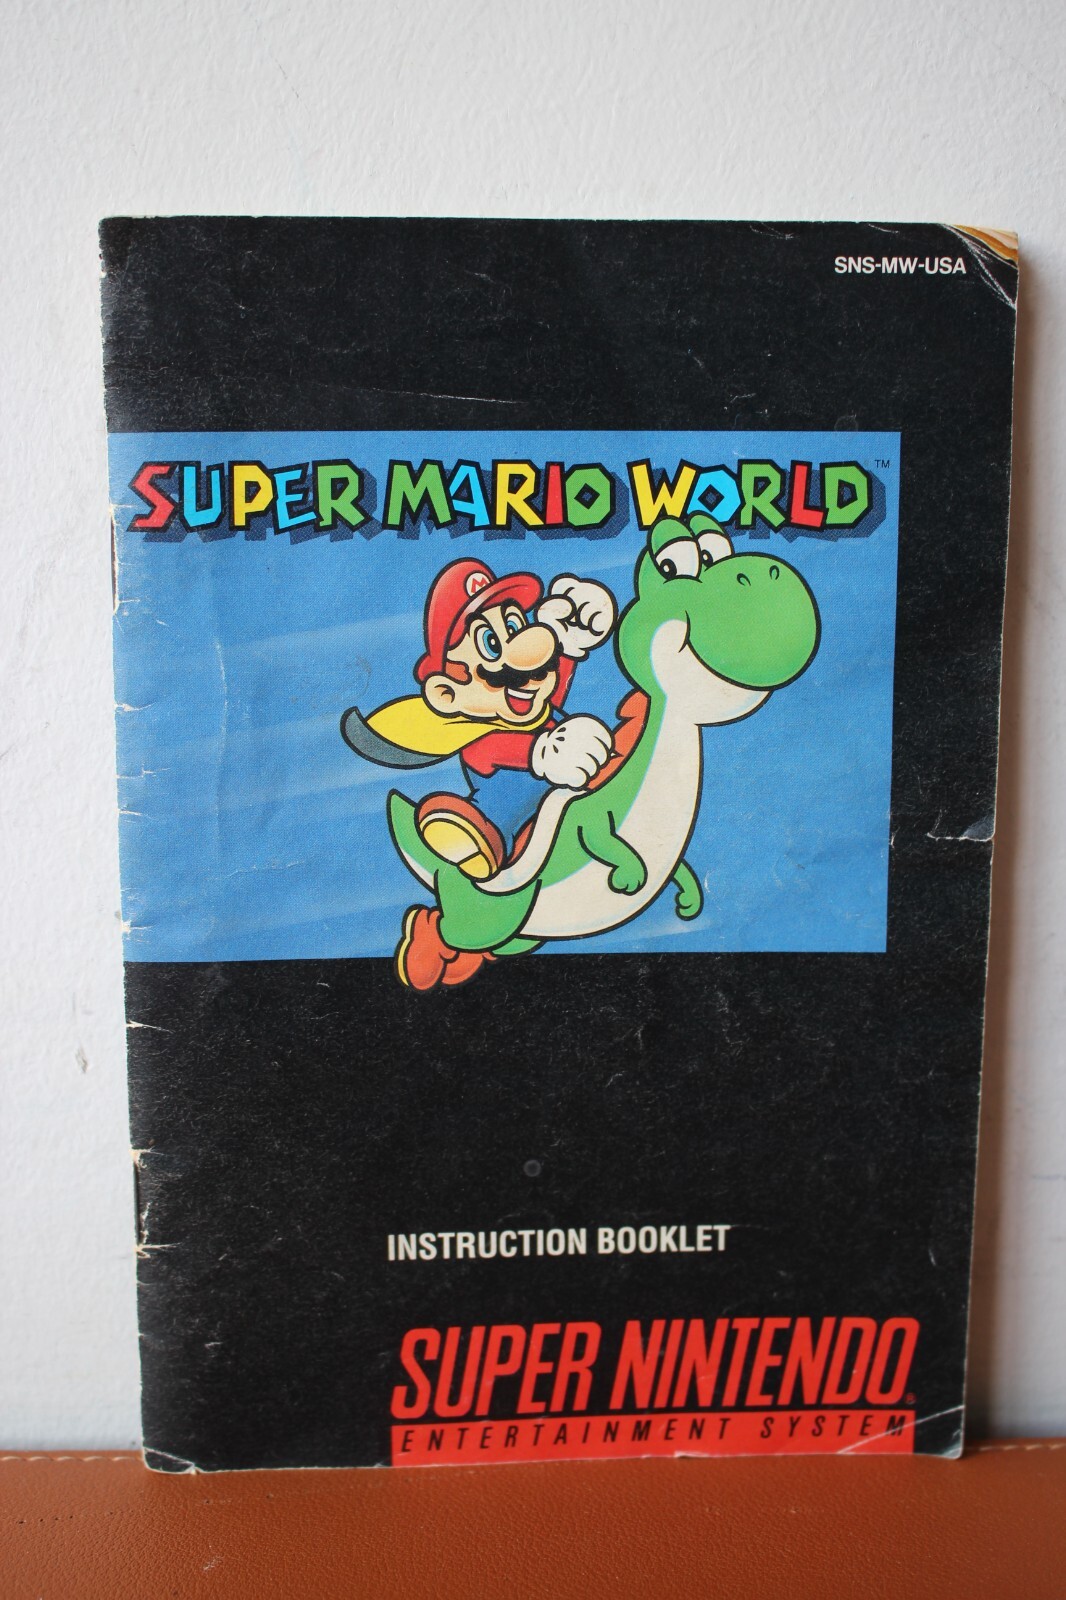 SNS-MW-USA
SUPER MARIO WORLD™
M
INSTRUCTION BOOKLET
SUPER NINTENDO®
ENTERTAINMENT SYSTEM